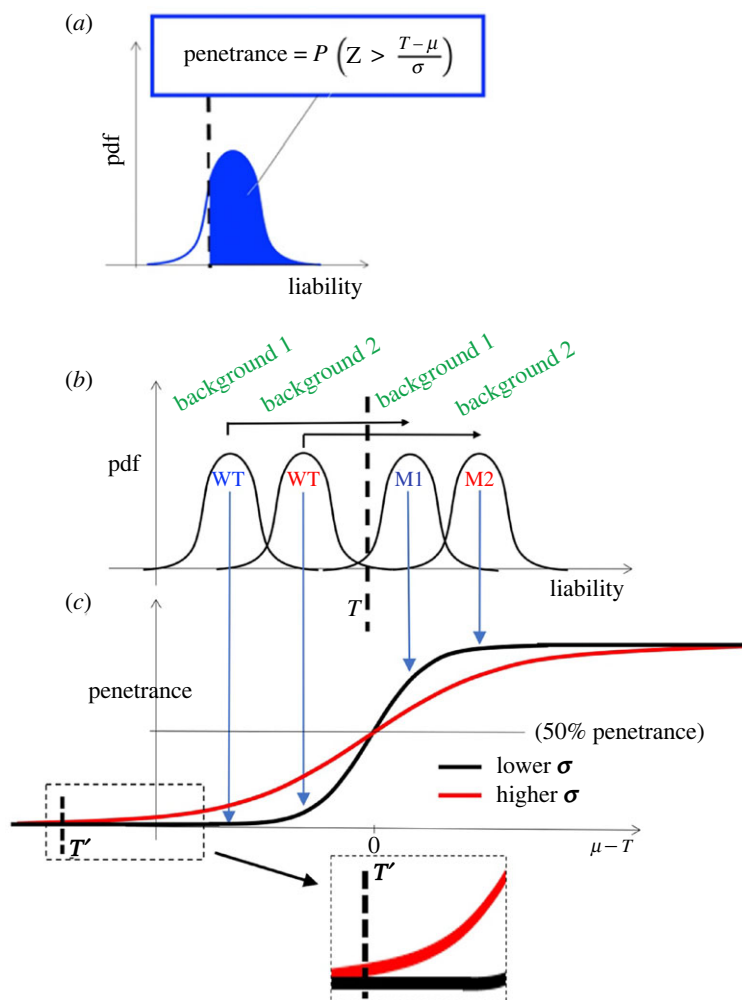 (a)
penetrance = P (Z > T – μ / σ)
pdf
liability
(b)
background 1
background 2
background 1
background 2
pdf
WT
WT
M1
M2
liability
T
(c)
penetrance
(50% penetrance)
lower σ
higher σ
T′
0
μ – T
T′